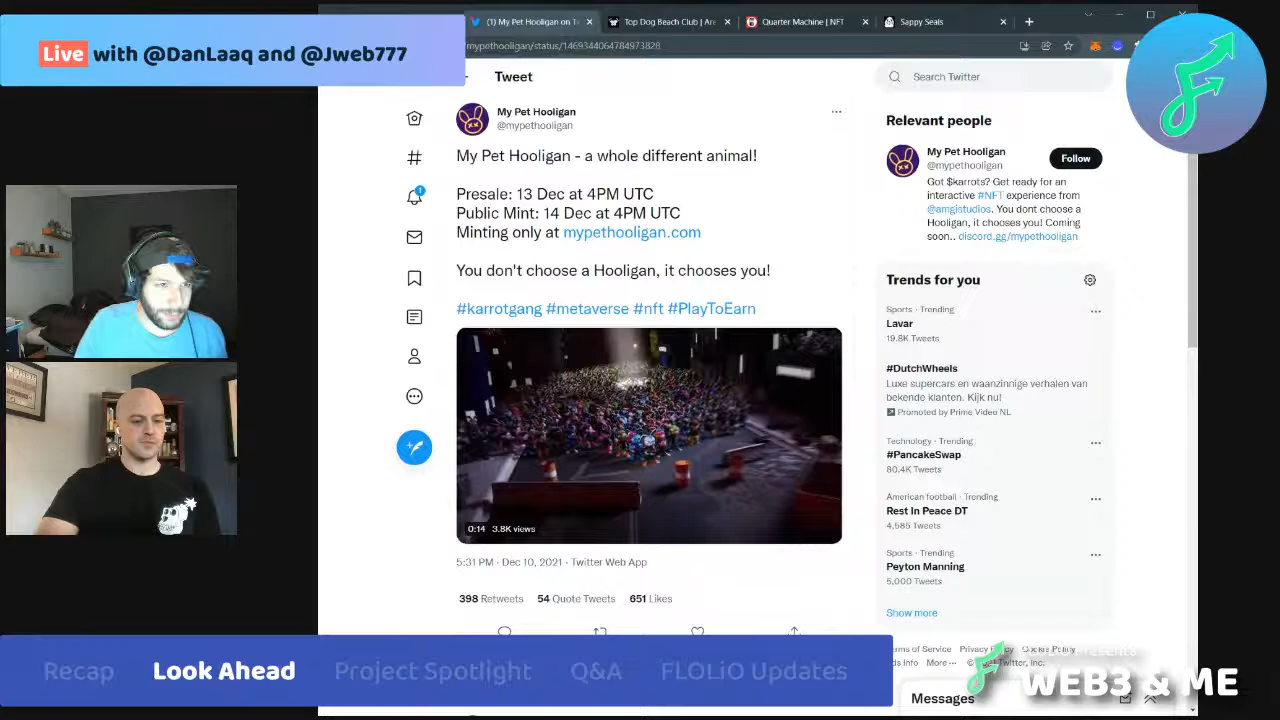 Live with @DanLaaq and @Jweb777
(1) My Pet Hooligan on T
Top Dog Beach Club | Are
Quarter Machine | NFT
Sappy Seals
mypethooligan/status/1469344064784973828
Tweet
Search Twitter
My Pet Hooligan
@mypethooligan
My Pet Hooligan - a whole different animal!
Presale: 13 Dec at 4PM UTC
Public Mint: 14 Dec at 4PM UTC
Minting only at mypethooligan.com
You don't choose a Hooligan, it chooses you!
#karrotgang #metaverse #nft #PlayToEarn
0:14 3.8K views
5:31 PM · Dec 10, 2021 · Twitter Web App
398 Retweets 54 Quote Tweets 651 Likes
Relevant people
My Pet Hooligan
@mypethooligan
Follow
Got $karrots? Get ready for an
interactive #NFT experience from
@amgistudios. You dont choose a
Hooligan, it chooses you! Coming
soon.. discord.gg/mypethooligan
Trends for you
Sports · Trending
Lavar
19.8K Tweets
#DutchWheels
Luxe supercars en waanzinnige verhalen van
bekende klanten. Kijk nu!
Promoted by Prime Video NL
Technology · Trending
#PancakeSwap
80.4K Tweets
American football · Trending
Rest In Peace DT
4,585 Tweets
Sports · Trending
Peyton Manning
5,000 Tweets
Show more
Cookie Policy
More
Twitter, Inc.
Messages
Recap Look Ahead Project Spotlight Q&A FLOLiO Updates
WEB3 & ME